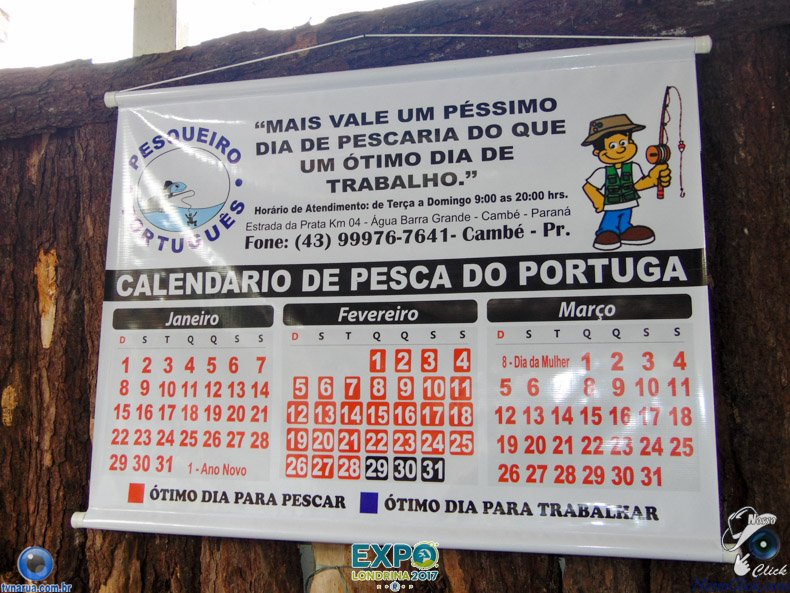 PESQUEIRO
PORTUGUÊS
“MAIS VALE UM PÉSSIMO
DIA DE PESCARIA DO QUE
UM ÓTIMO DIA DE
TRABALHO.”
Horário de Atendimento: de Terça a Domingo 9:00 as 20:00 hrs.
Estrada da Prata Km 04 - Água Barra Grande - Cambé - Paraná
Fone: (43) 99976-7641- Cambé - Pr.
CALENDARIO DE PESCA DO PORTUGA
Janeiro
D S T Q Q S S
1 2 3 4 5 6 7
8 9 10 11 12 13 14
15 16 17 18 19 20 21
22 23 24 25 26 27 28
29 30 31 1 - Ano Novo
Fevereiro
D S T Q Q S S
1 2 3 4
5 6 7 8 9 10 11
12 13 14 15 16 17 18
19 20 21 22 23 24 25
26 27 28 29 30 31
Março
D S T Q Q S S
8 - Dia da Mulher 1 2 3 4
5 6 7 8 9 10 11
12 13 14 15 16 17 18
19 20 21 22 23 24 25
26 27 28 29 30 31
ÓTIMO DIA PARA PESCAR
ÓTIMO DIA PARA TRABALHAR
tvnarua.com.br
EXPO
LONDRINA 2017
Click